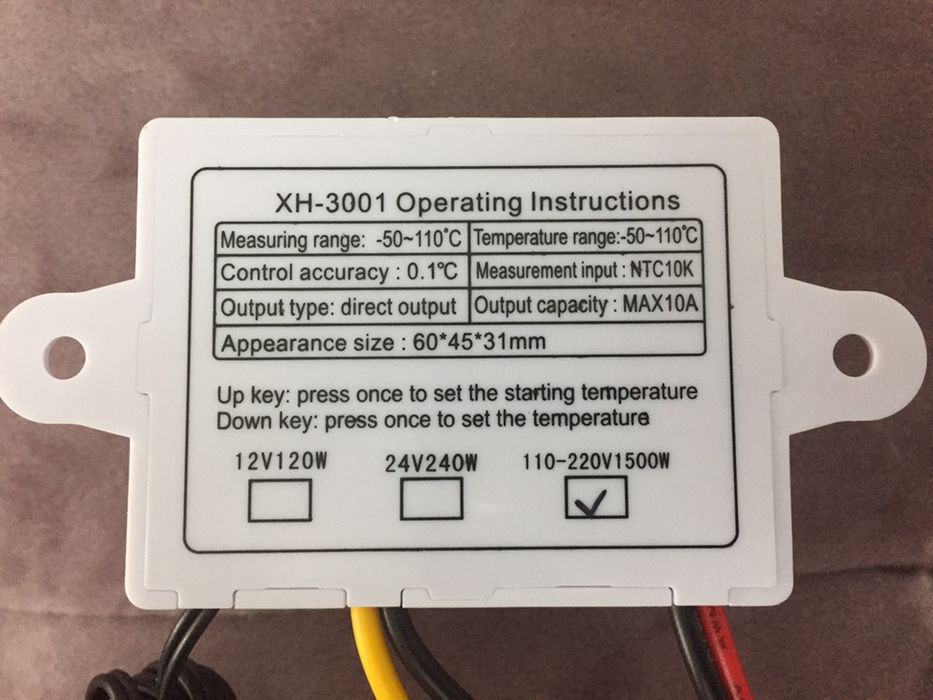 XH-3001 Operating Instructions
Measuring range: -50~110℃ Temperature range:-50~110℃
Control accuracy : 0.1℃ Measurement input : NTC10K
Output type: direct output Output capacity : MAX10A
Appearance size : 60*45*31mm
Up key: press once to set the starting temperature
Down key: press once to set the temperature
12V120W 24V240W 110-220V1500W